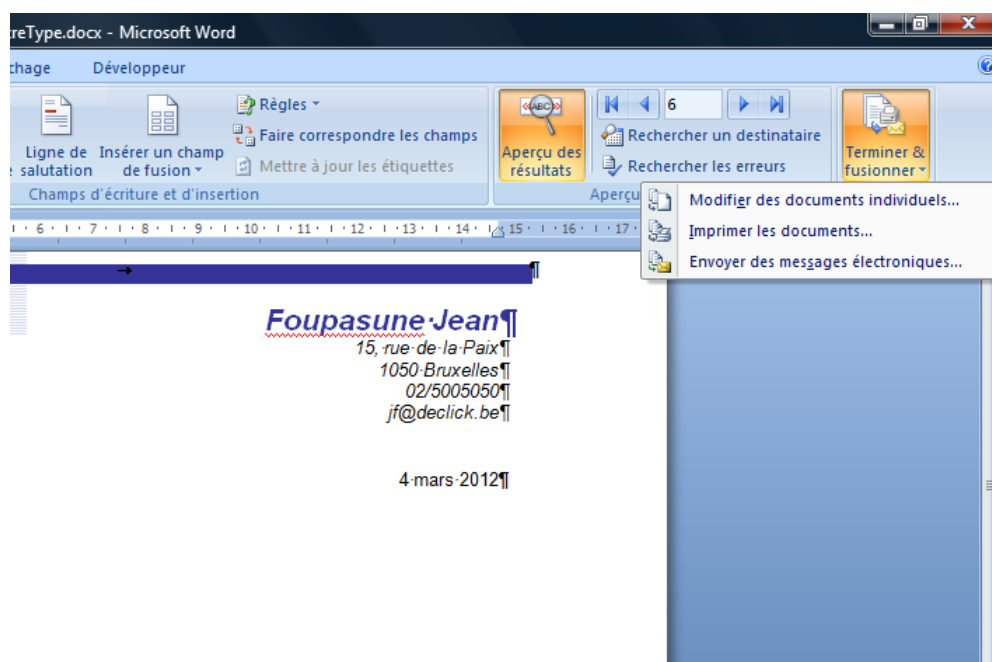 treType.docx - Microsoft Word
chage Développeur
Règles
«ABC» 6
Ligne de Insérer un champ Faire correspondre les champs Aperçu des Rechercher un destinataire Terminer &
salutation de fusion Mettre à jour les étiquettes résultats Rechercher les erreurs fusionner
Champs d'écriture et d'insertion Aperçu
Modifier des documents individuels...
6 7 8 9 10 11 12 13 14 15 16 17
Imprimer les documents...
Envoyer des messages électroniques...
Foupasune·Jean¶
15,·rue·de·la·Paix¶
1050·Bruxelles¶
02/5005050¶
jf@declick.be¶
4·mars·2012¶